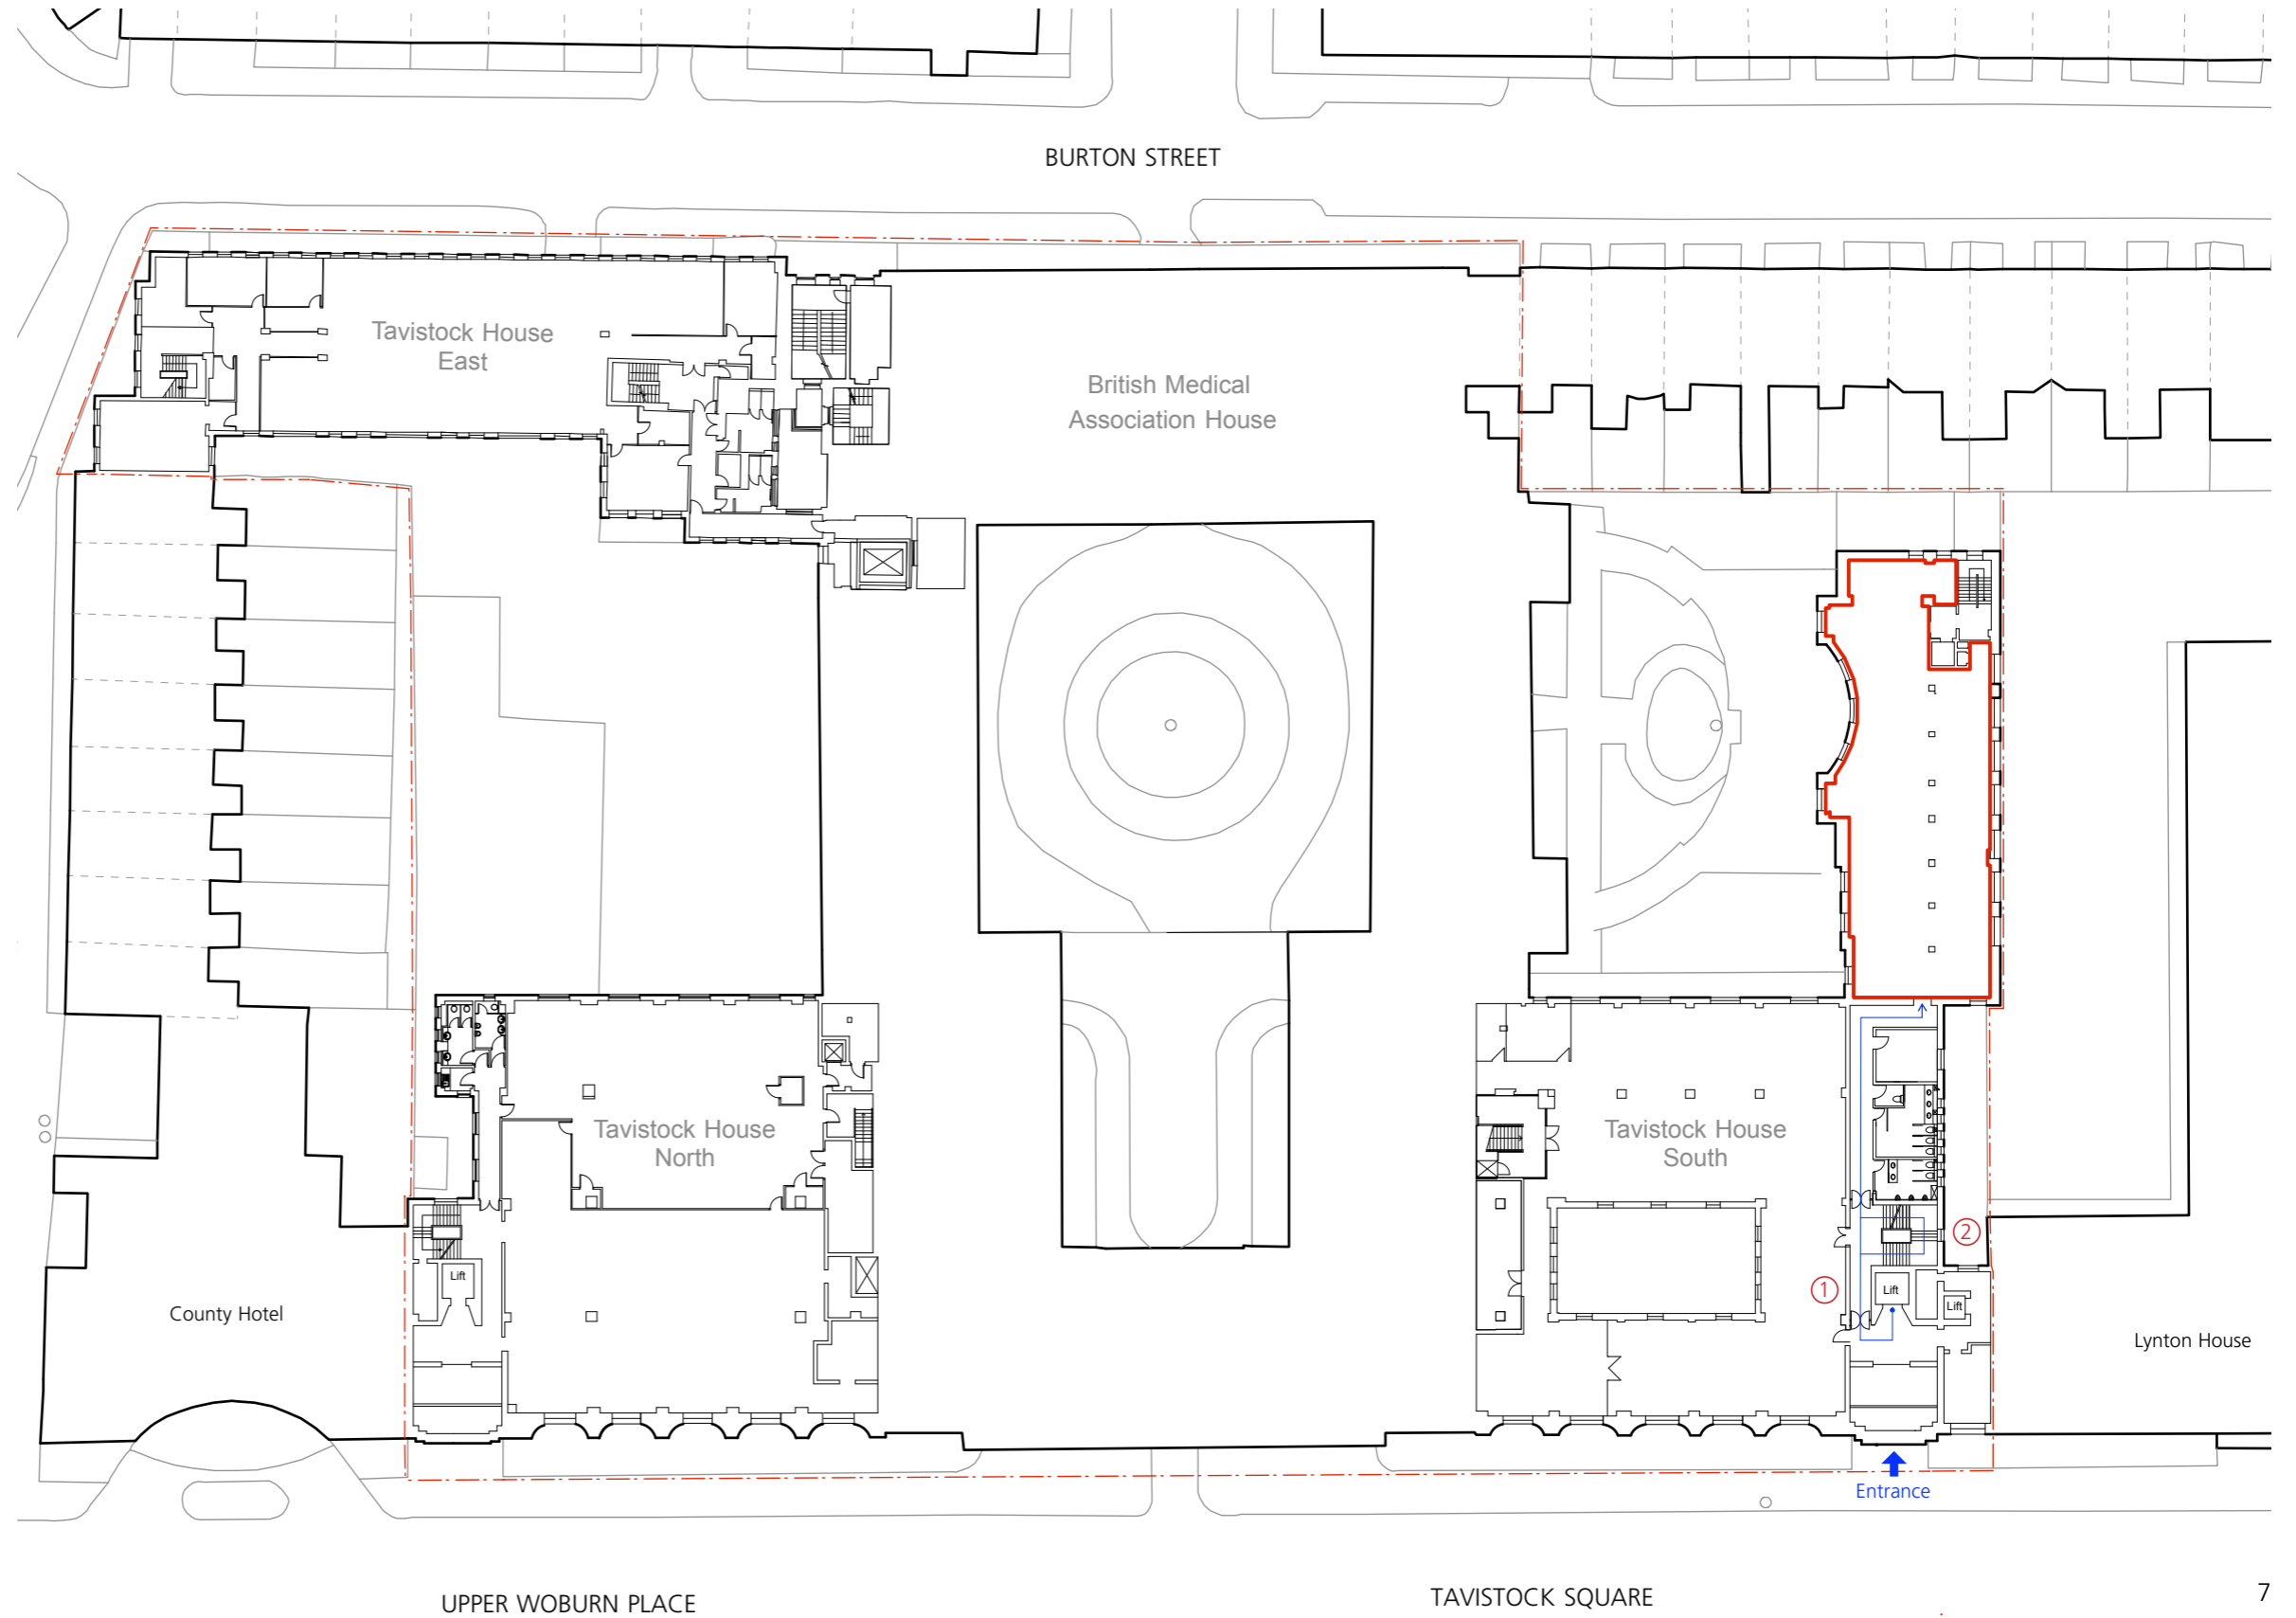 BURTON STREET
Tavistock House
East
British Medical
Association House
Tavistock House
North
Tavistock House
South
2
1
Lift
Lift
Lift
County Hotel
Lynton House
Entrance
UPPER WOBURN PLACE
TAVISTOCK SQUARE
7